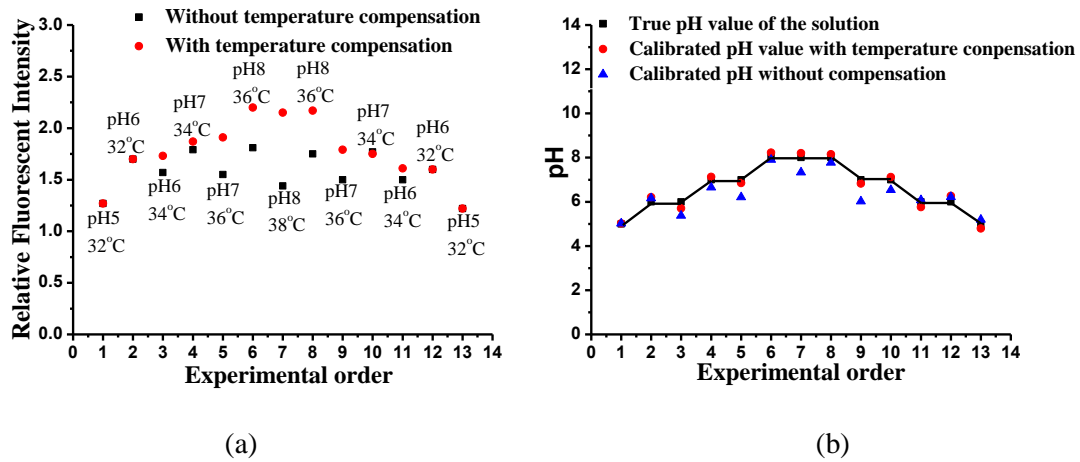 Without temperature compensation
With temperature compensation
Relative Fluorescent Intensity
3.0
2.5
2.0
1.5
1.0
0.5
0.0
pH5
32°C
pH6
32°C
pH6
34°C
pH7
34°C
pH7
36°C
pH8
36°C
pH8
38°C
pH8
36°C
pH7
36°C
pH7
34°C
pH6
34°C
pH6
32°C
pH5
32°C
0 1 2 3 4 5 6 7 8 9 10 11 12 13 14
Experimental order
(a)
True pH value of the solution
Calibrated pH value with temperature conpensation
Calibrated pH without compensation
pH
14
12
10
8
6
4
2
0
0 1 2 3 4 5 6 7 8 9 10 11 12 13 14
Experimental order
(b)